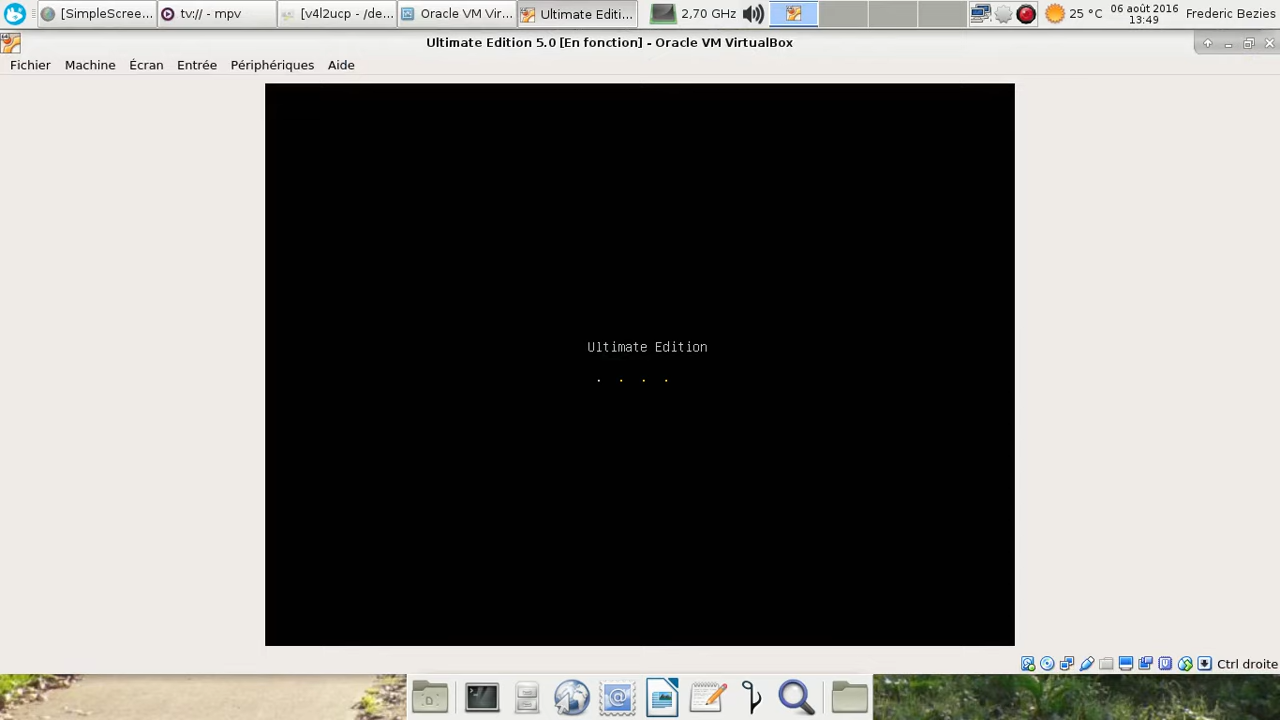 [SimpleScree... tv:// - mpv [v4l2ucp - /de... Oracle VM Vir... Ultimate Editi... 2,70 GHz 25 °C 06 août 2016 13:49 Frederic Bezies
Ultimate Edition 5.0 [En fonction] - Oracle VM VirtualBox
Fichier Machine Écran Entrée Périphériques Aide
Ultimate Edition
. . . .
Ctrl droite